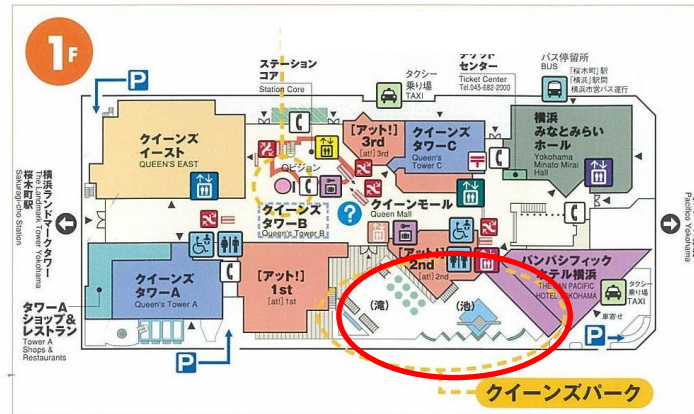 1F
P
ステーション
コア
Station Core
タクシー
乗り場
TAXI
チケット
センター
Ticket Center
Tel.045-682-2000
バス停留所
BUS
「桜木町」駅
「横浜」駅間
横浜市営バス運行
クイーンズ
イースト
QUEEN'S EAST
[アット!]
3rd
[at!] 3rd
クイーンズ
タワーC
Queen's
Tower C
横浜
みなとみらい
ホール
Yokohama
Minato Mirai
Hall
Qビジョン
クイーンズ
タワーB
Queen's Tower B
?
クイーンモール
Queen Mall
横浜ランドマークタワー
The Landmark Tower Yokohama
桜木町駅
Sakuragi-cho Station
Pacifico Yokohama
クイーンズ
タワーA
Queen's Tower A
[アット!]
1st
[at!] 1st
[アット!]
2nd
[at!] 2nd
パンパシフィック
ホテル横浜
THE PAN PACIFIC
HOTEL YOKOHAMA
タクシー
乗り場
TAXI
車寄せ
(滝)
(池)
タワーA
ショップ&
レストラン
Tower A
Shops &
Restaurants
P
P
クイーンズパーク